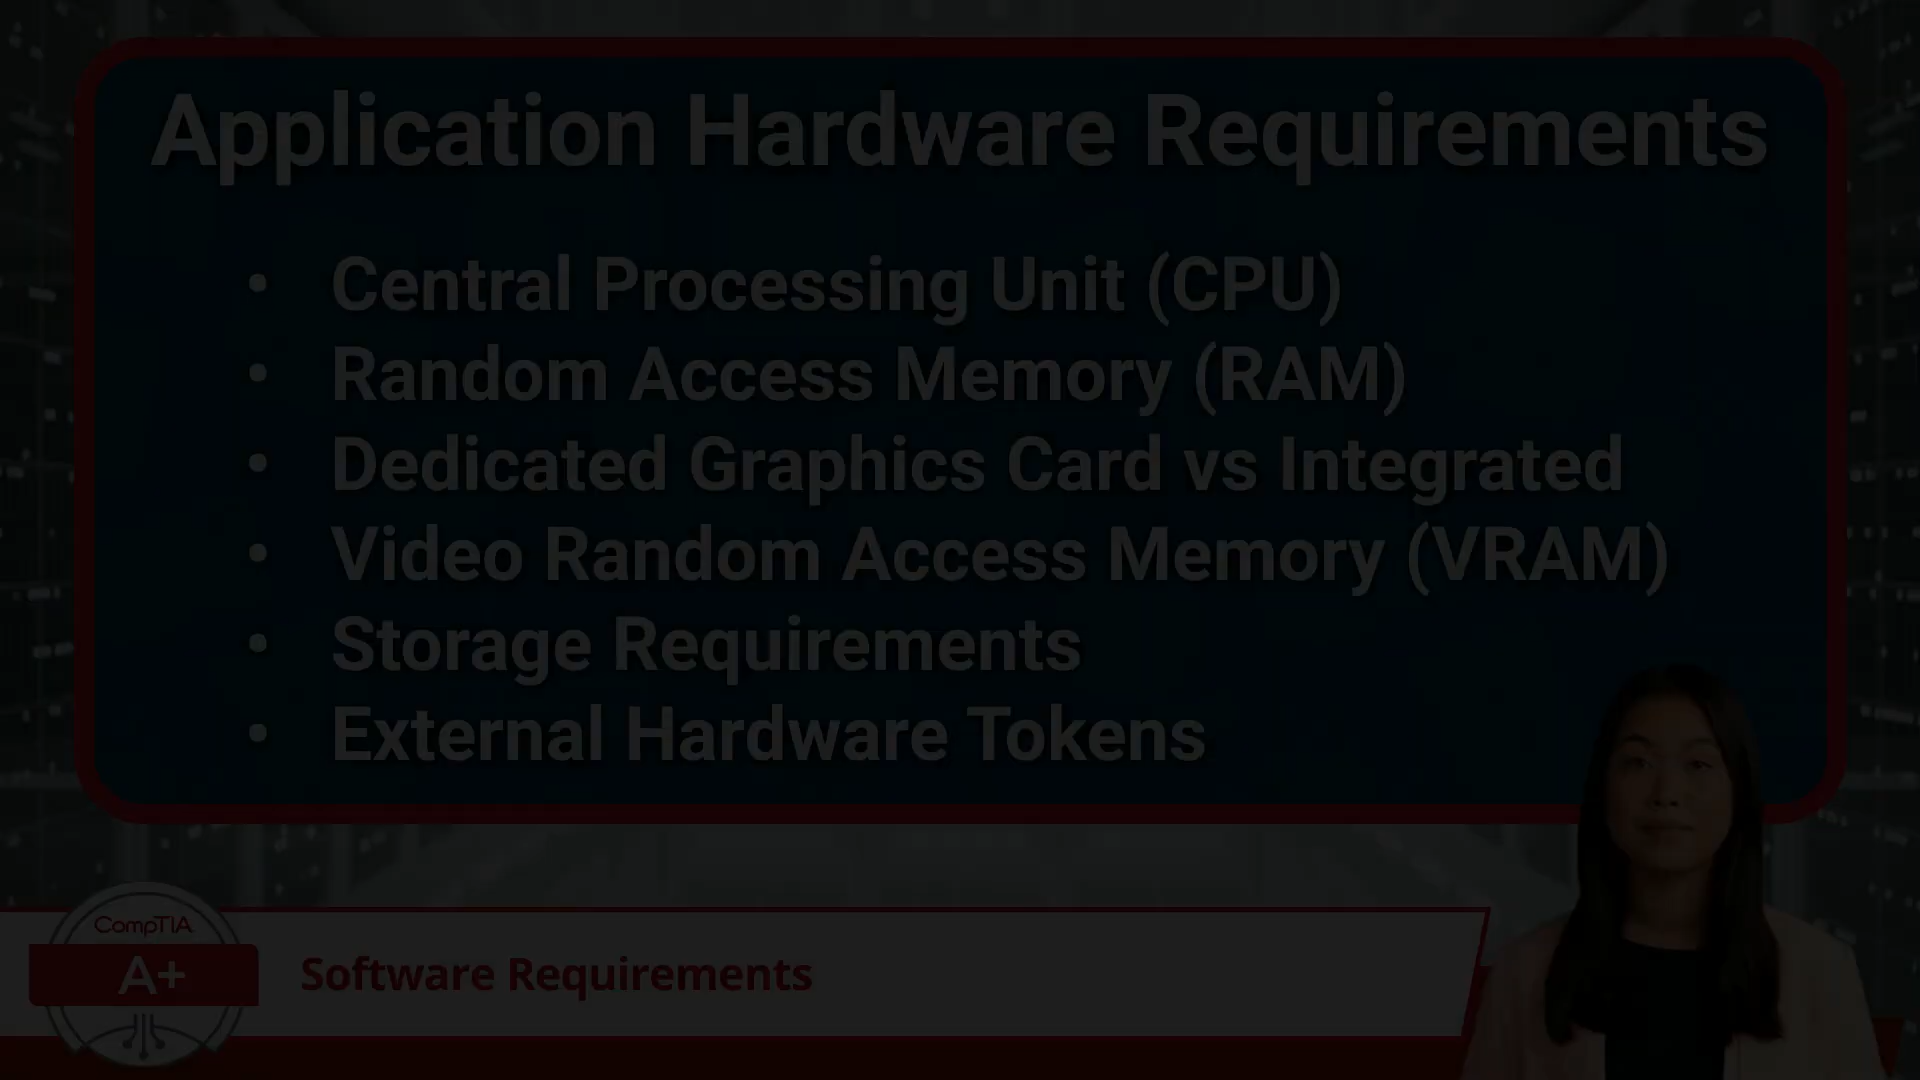 Application Hardware Requirements
• Central Processing Unit (CPU)
• Random Access Memory (RAM)
• Dedicated Graphics Card vs Integrated
• Video Random Access Memory (VRAM)
• Storage Requirements
• External Hardware Tokens
CompTIA
A+
Software Requirements